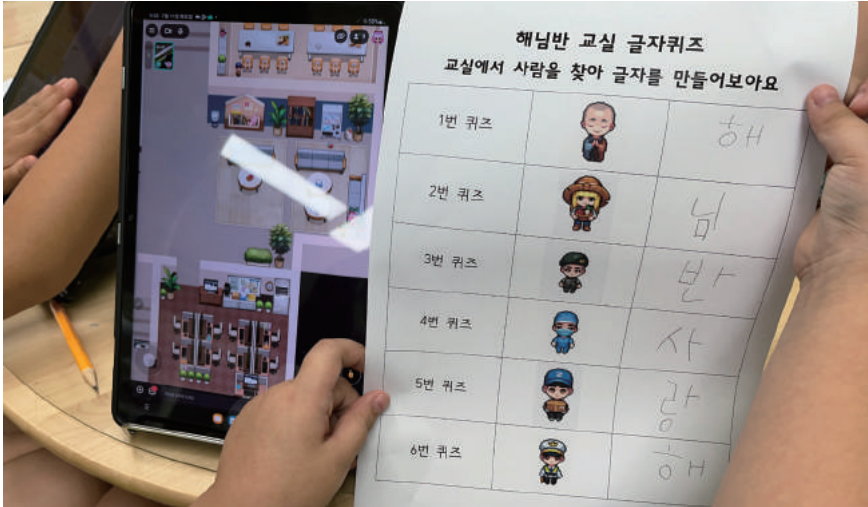 해님반 교실 글자퀴즈
교실에서 사람을 찾아 글자를 만들어보아요
1번 퀴즈 해
2번 퀴즈 님
3번 퀴즈 반
4번 퀴즈 사
5번 퀴즈 랑
6번 퀴즈 해